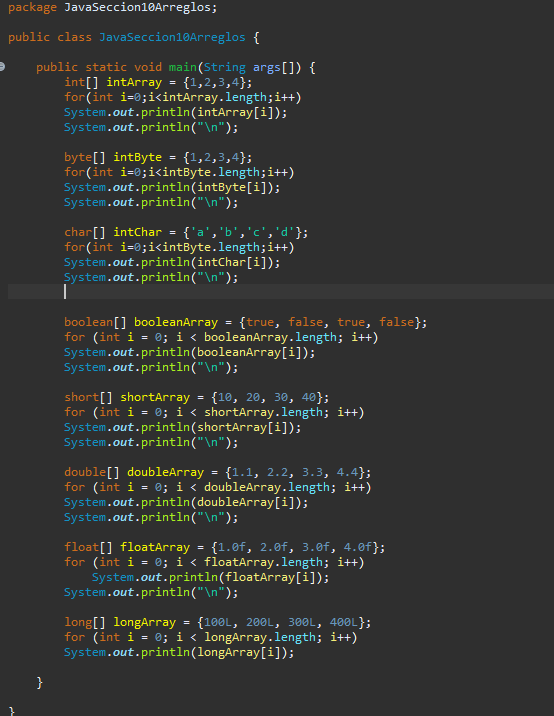 package JavaSeccion10Arreglos;
public class JavaSeccion10Arreglos {
public static void main(String args[]) {
int[] intArray = {1,2,3,4};
for(int i=0;i<intArray.length;i++)
System.out.println(intArray[i]);
System.out.println("\n");
byte[] intByte = {1,2,3,4};
for(int i=0;i<intByte.length;i++)
System.out.println(intByte[i]);
System.out.println("\n");
char[] intChar = {'a','b','c','d'};
for(int i=0;i<intByte.length;i++)
System.out.println(intChar[i]);
System.out.println("\n");
boolean[] booleanArray = {true, false, true, false};
for (int i = 0; i < booleanArray.length; i++)
System.out.println(booleanArray[i]);
System.out.println("\n");
short[] shortArray = {10, 20, 30, 40};
for (int i = 0; i < shortArray.length; i++)
System.out.println(shortArray[i]);
System.out.println("\n");
double[] doubleArray = {1.1, 2.2, 3.3, 4.4};
for (int i = 0; i < doubleArray.length; i++)
System.out.println(doubleArray[i]);
System.out.println("\n");
float[] floatArray = {1.0f, 2.0f, 3.0f, 4.0f};
for (int i = 0; i < floatArray.length; i++)
System.out.println(floatArray[i]);
System.out.println("\n");
long[] longArray = {100L, 200L, 300L, 400L};
for (int i = 0; i < longArray.length; i++)
System.out.println(longArray[i]);
}
}